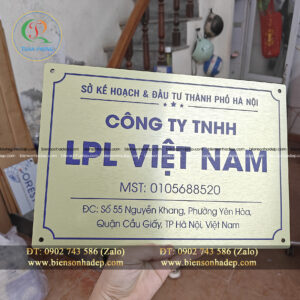 TUẤN PHONG
SỞ KẾ HOẠCH & ĐẦU TƯ THÀNH PHỐ HÀ NỘI
CÔNG TY TNHH
LPL VIỆT NAM
MST: 0105688520
ĐC: Số 55 Nguyễn Khang, Phường Yên Hòa,
Quận Cầu Giấy, TP Hà Nội, Việt Nam
ĐT: 0902 743 586 (Zalo)
ĐT: 0902 743 586 (Zalo)
www.biensonhadep.com
www.biensonhadep.com